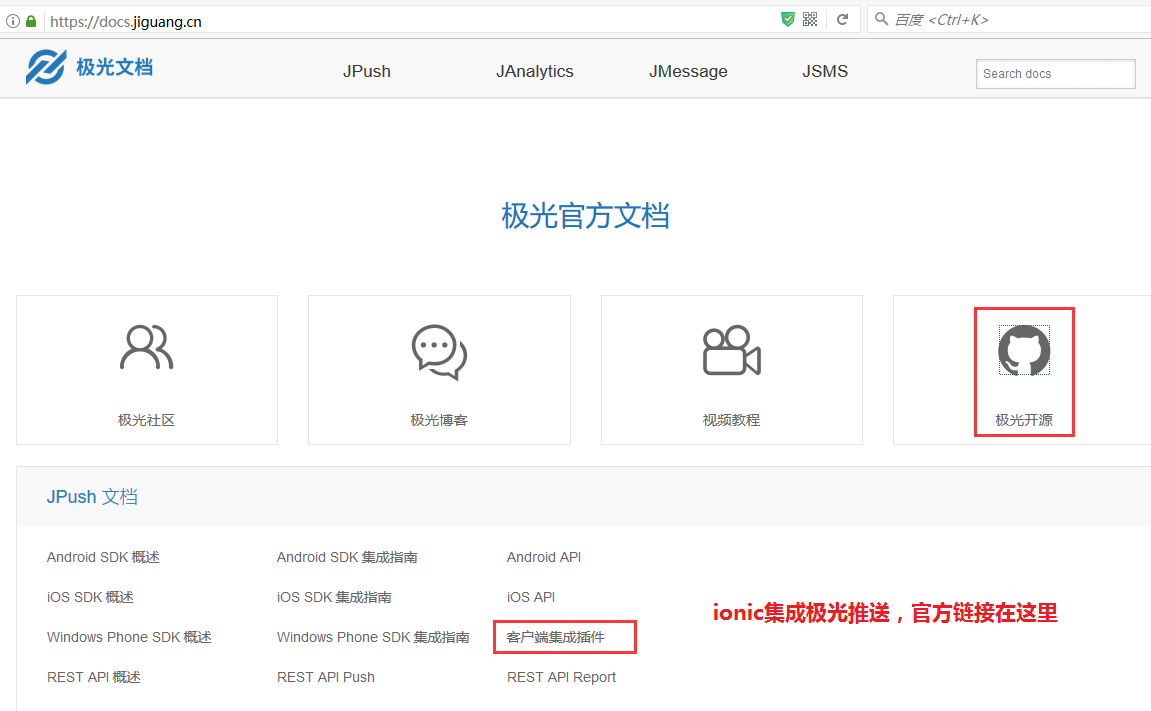 https://docs.jiguang.cn
百度 <Ctrl+K>
极光文档
JPush
JAnalytics
JMessage
JSMS
Search docs
极光官方文档
极光社区
极光博客
视频教程
极光开源
JPush 文档
Android SDK 概述
Android SDK 集成指南
Android API
iOS SDK 概述
iOS SDK 集成指南
iOS API
ionic集成极光推送，官方链接在这里
Windows Phone SDK 概述
Windows Phone SDK 集成指南
客户端集成插件
REST API 概述
REST API Push
REST API Report